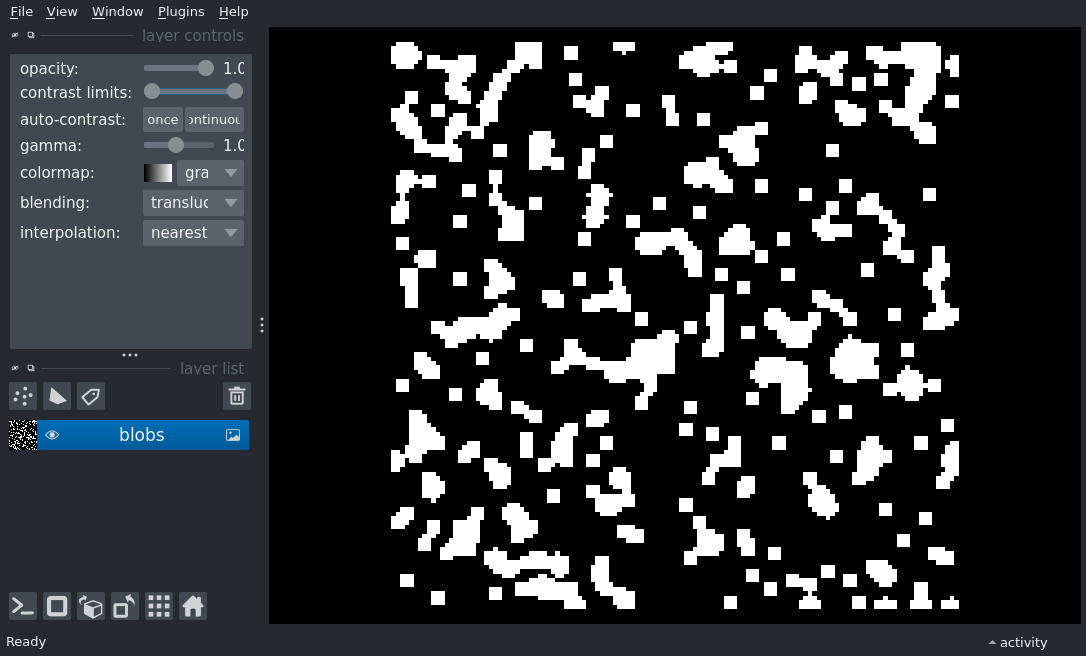 File View Window Plugins Help
layer controls
opacity: 1.0
contrast limits:
auto-contrast: once ontinuou
gamma: 1.0
colormap: gra
blending: transluc
interpolation: nearest
layer list
blobs
Ready
activity